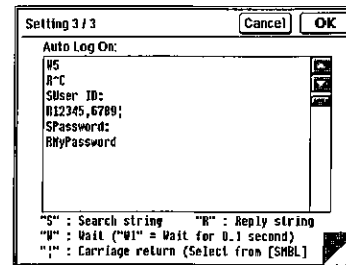 Setting 3 / 3 Cancel OK
Auto Log On:
W5
R^C
SUser ID:
R12345,6789¦
SPassword:
RMyPassword
"S" : Search string "R" : Reply string
"W" : Wait ("W1" = Wait for 0.1 second)
"¦" : Carriage return (Select from [SMBL]